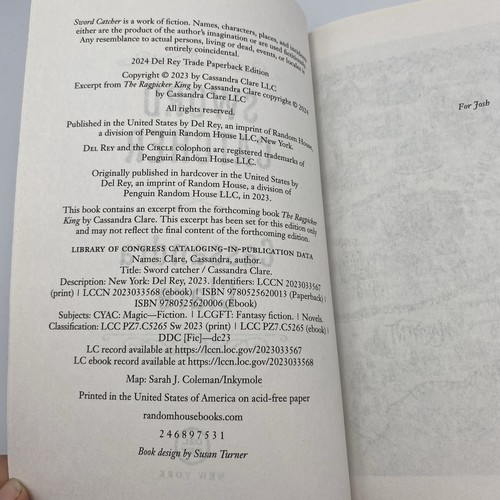 Sword Catcher is a work of fiction. Names, characters, places, and incidents
either are the product of the author's imagination or are used fictitiously.
Any resemblance to actual persons, living or dead, events, or locales is
entirely coincidental.
2024 Del Rey Trade Paperback Edition
Copyright © 2023 by Cassandra Clare LLC
Excerpt from The Ragpicker King by Cassandra Clare copyright © 2024
by Cassandra Clare LLC
All rights reserved.
Published in the United States by Del Rey, an imprint of Random House,
a division of Penguin Random House LLC, New York.
DEL REY and the CIRCLE colophon are registered trademarks of
Penguin Random House LLC.
Originally published in hardcover in the United States by
Del Rey, an imprint of Random House, a division of
Penguin Random House LLC, in 2023.
This book contains an excerpt from the forthcoming book The Ragpicker
King by Cassandra Clare. This excerpt has been set for this edition only
and may not reflect the final content of the forthcoming edition.
LIBRARY OF CONGRESS CATALOGING-IN-PUBLICATION DATA
Names: Clare, Cassandra, author.
Title: Sword catcher / Cassandra Clare.
Description: New York: Del Rey, 2023. Identifiers: LCCN 2023033567
(print) | LCCN 2023033568 (ebook) | ISBN 9780525620013 (Paperback) |
ISBN 9780525620006 (Ebook)
Subjects: CYAC: Magic—Fiction. | LCGFT: Fantasy fiction. | Novels.
Classification: LCC PZ7.C5265 Sw 2023 (print) | LCC PZ7.C5265 (ebook) |
DDC [Fic]—dc23
LC record available at https://lccn.loc.gov/2023033567
LC ebook record available at https://lccn.loc.gov/2023033568
Map: Sarah J. Coleman/Inkymole
Printed in the United States of America on acid-free paper
randomhousebooks.com
2 4 6 8 9 7 5 3 1
Book design by Susan Turner
For Josh